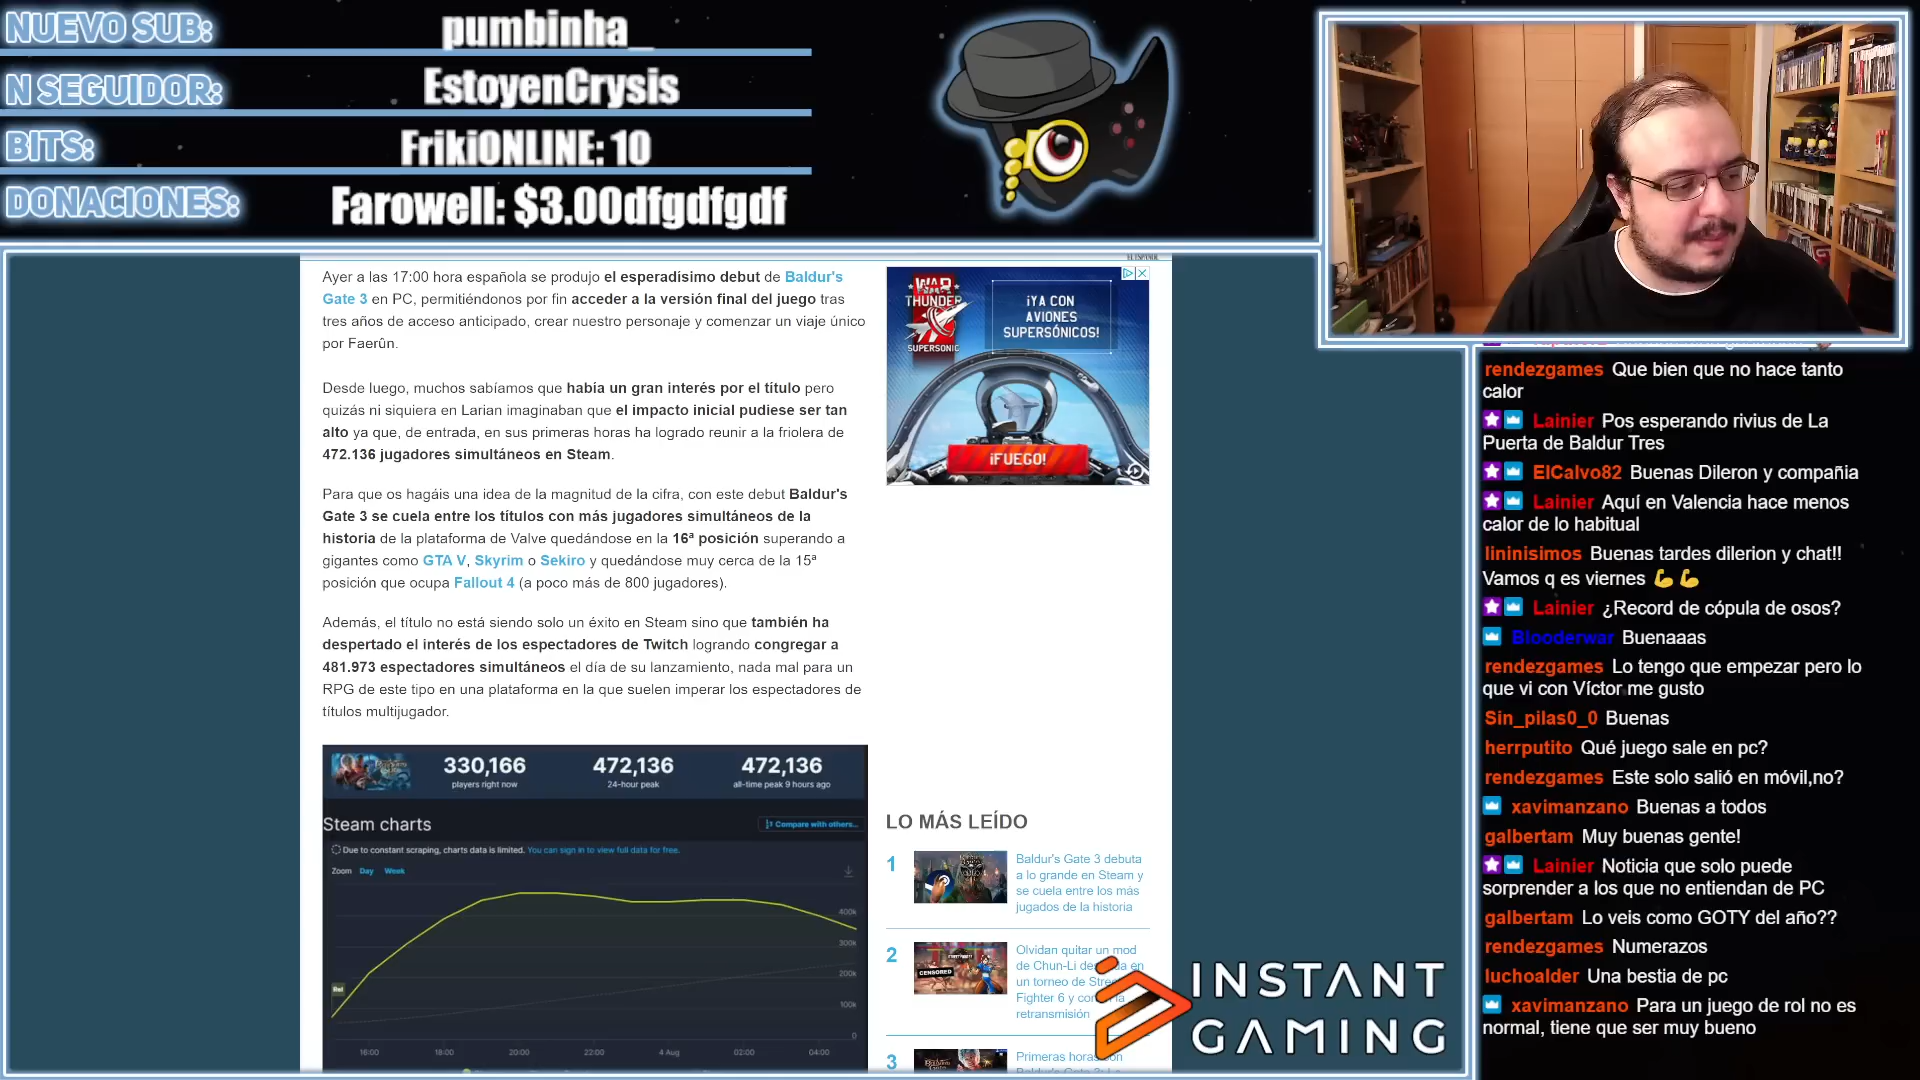 NUEVO SUB:
pumbinha_
N SEGUIDOR:
EstoyenCrysis
BITS:
FrikiONLINE: 10
DONACIONES:
Farowell: $3.00dfgdfgdf
EL ESPAÑOL
Ayer a las 17:00 hora española se produjo el esperadísimo debut de Baldur's
Gate 3 en PC, permitiéndonos por fin acceder a la versión final del juego tras
tres años de acceso anticipado, crear nuestro personaje y comenzar un viaje único
por Faerûn.
Desde luego, muchos sabíamos que había un gran interés por el título pero
quizás ni siquiera en Larian imaginaban que el impacto inicial pudiese ser tan
alto ya que, de entrada, en sus primeras horas ha logrado reunir a la friolera de
472.136 jugadores simultáneos en Steam.
Para que os hagáis una idea de la magnitud de la cifra, con este debut Baldur's
Gate 3 se cuela entre los títulos con más jugadores simultáneos de la
historia de la plataforma de Valve quedándose en la 16ª posición superando a
gigantes como GTA V, Skyrim o Sekiro y quedándose muy cerca de la 15ª
posición que ocupa Fallout 4 (a poco más de 800 jugadores).
Además, el título no está siendo solo un éxito en Steam sino que también ha
despertado el interés de los espectadores de Twitch logrando congregar a
481.973 espectadores simultáneos el día de su lanzamiento, nada mal para un
RPG de este tipo en una plataforma en la que suelen imperar los espectadores de
títulos multijugador.
330,166
players right now
472,136
24-hour peak
472,136
all-time peak 9 hours ago
Steam charts
Compare with others...
Due to constant scraping, charts data is limited. You can sign in to view full data for free.
Zoom Day Week
400k
300k
200k
100k
0
Rel
16:00 18:00 20:00 22:00 4 Aug 02:00 04:00
WAR
THUNDER
SUPERSONIC
¡YA CON
AVIONES
SUPERSÓNICOS!
¡FUEGO!
LO MÁS LEÍDO
1
Baldur's Gate 3 debuta
a lo grande en Steam y
se cuela entre los más
jugados de la historia
2
CENSORED
Olvidan quitar un mod
de Chun-Li en
un torneo de
Fighter 6 y
retransmisión
3
Primeras horas con
INSTANT
GAMING
rendezgames Que bien que no hace tanto
calor
Lainier Pos esperando rivius de La
Puerta de Baldur Tres
ElCalvo82 Buenas Dileron y compañia
Lainier Aquí en Valencia hace menos
calor de lo habitual
lininisimos Buenas tardes dilerion y chat!!
Vamos q es viernes 💪💪
Lainier ¿Record de cópula de osos?
Blooderwar Buenaaas
rendezgames Lo tengo que empezar pero lo
que vi con Víctor me gusto
Sin_pilas0_0 Buenas
herrputito Qué juego sale en pc?
rendezgames Este solo salió en móvil,no?
xavimanzano Buenas a todos
galbertam Muy buenas gente!
Lainier Noticia que solo puede
sorprender a los que no entiendan de PC
galbertam Lo veis como GOTY del año??
rendezgames Numerazos
luchoalder Una bestia de pc
xavimanzano Para un juego de rol no es
normal, tiene que ser muy bueno